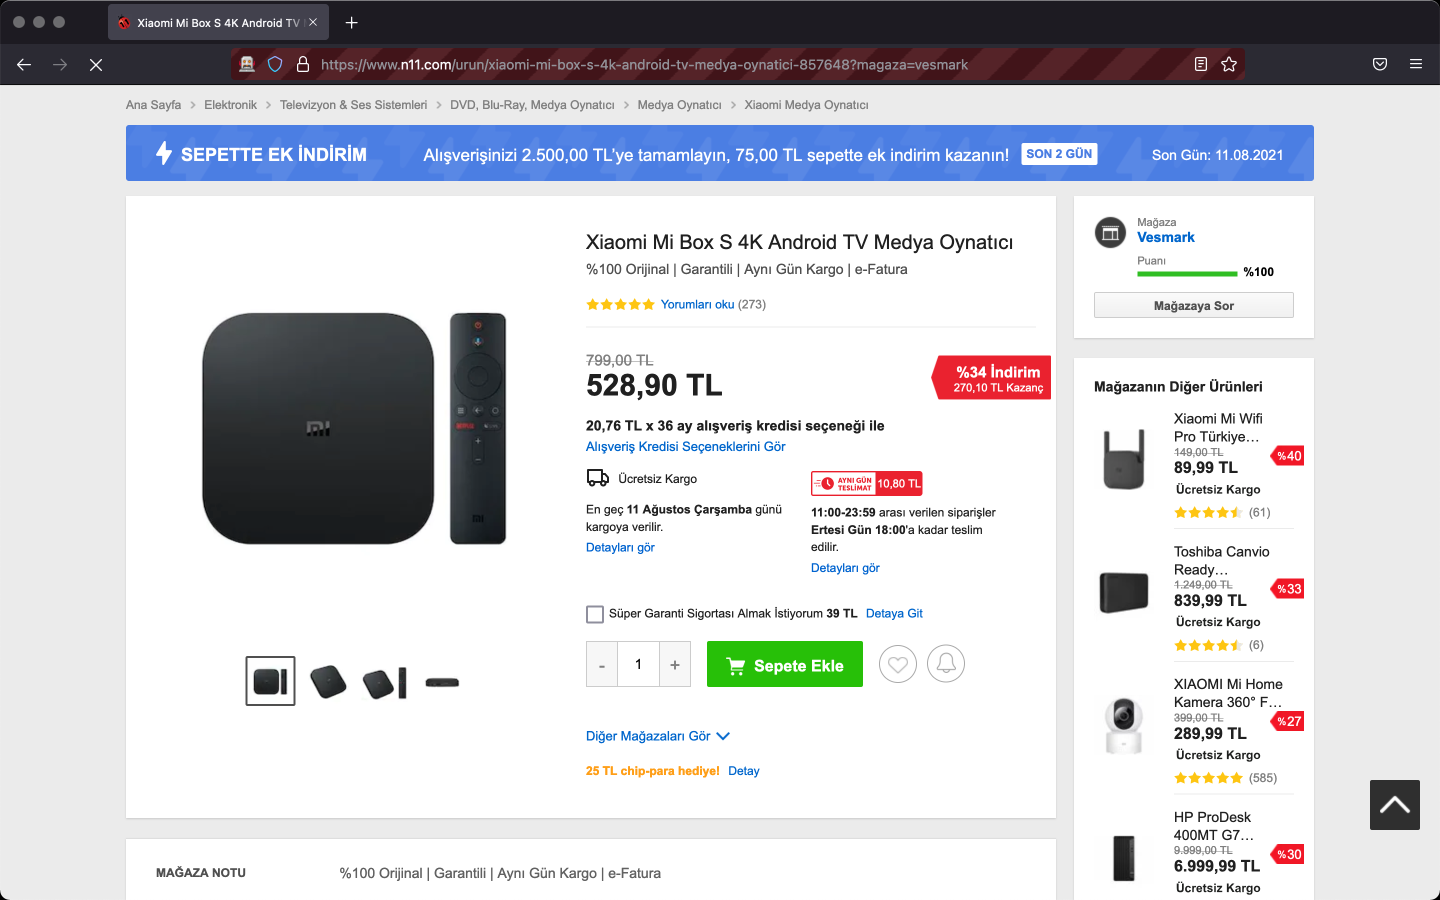 Xiaomi Mi Box S 4K Android TV
https://www.n11.com/urun/xiaomi-mi-box-s-4k-android-tv-medya-oynatici-857648?magaza=vesmark
Ana Sayfa > Elektronik > Televizyon & Ses Sistemleri > DVD, Blu-Ray, Medya Oynatıcı > Medya Oynatıcı > Xiaomi Medya Oynatıcı
SEPETTE EK İNDİRİM Alışverişinizi 2.500,00 TL'ye tamamlayın, 75,00 TL sepette ek indirim kazanın! SON 2 GÜN Son Gün: 11.08.2021
Xiaomi Mi Box S 4K Android TV Medya Oynatıcı
%100 Orijinal | Garantili | Aynı Gün Kargo | e-Fatura
Yorumları oku (273)
799,00 TL
528,90 TL
%34 İndirim
270,10 TL Kazanç
20,76 TL x 36 ay alışveriş kredisi seçeneği ile
Alışveriş Kredisi Seçeneklerini Gör
Ücretsiz Kargo
En geç 11 Ağustos Çarşamba günü
kargoya verilir.
Detayları gör
AYNI GÜN
TESLİMAT
10,80 TL
11:00-23:59 arası verilen siparişler
Ertesi Gün 18:00'a kadar teslim
edilir.
Detayları gör
Süper Garanti Sigortası Almak İstiyorum 39 TL Detaya Git
- 1 + Sepete Ekle
Diğer Mağazaları Gör
25 TL chip-para hediye! Detay
MAĞAZA NOTU %100 Orijinal | Garantili | Aynı Gün Kargo | e-Fatura
Mağaza
Vesmark
Puanı
%100
Mağazaya Sor
Mağazanın Diğer Ürünleri
Xiaomi Mi Wifi
Pro Türkiye...
149,00 TL
89,99 TL
%40
Ücretsiz Kargo
(61)
Toshiba Canvio
Ready...
1.249,00 TL
839,99 TL
%33
Ücretsiz Kargo
(6)
XIAOMI Mi Home
Kamera 360° F...
399,00 TL
289,99 TL
%27
Ücretsiz Kargo
(585)
HP ProDesk
400MT G7...
9.999,00 TL
6.999,99 TL
%30
Ücretsiz Kargo
mi
mi